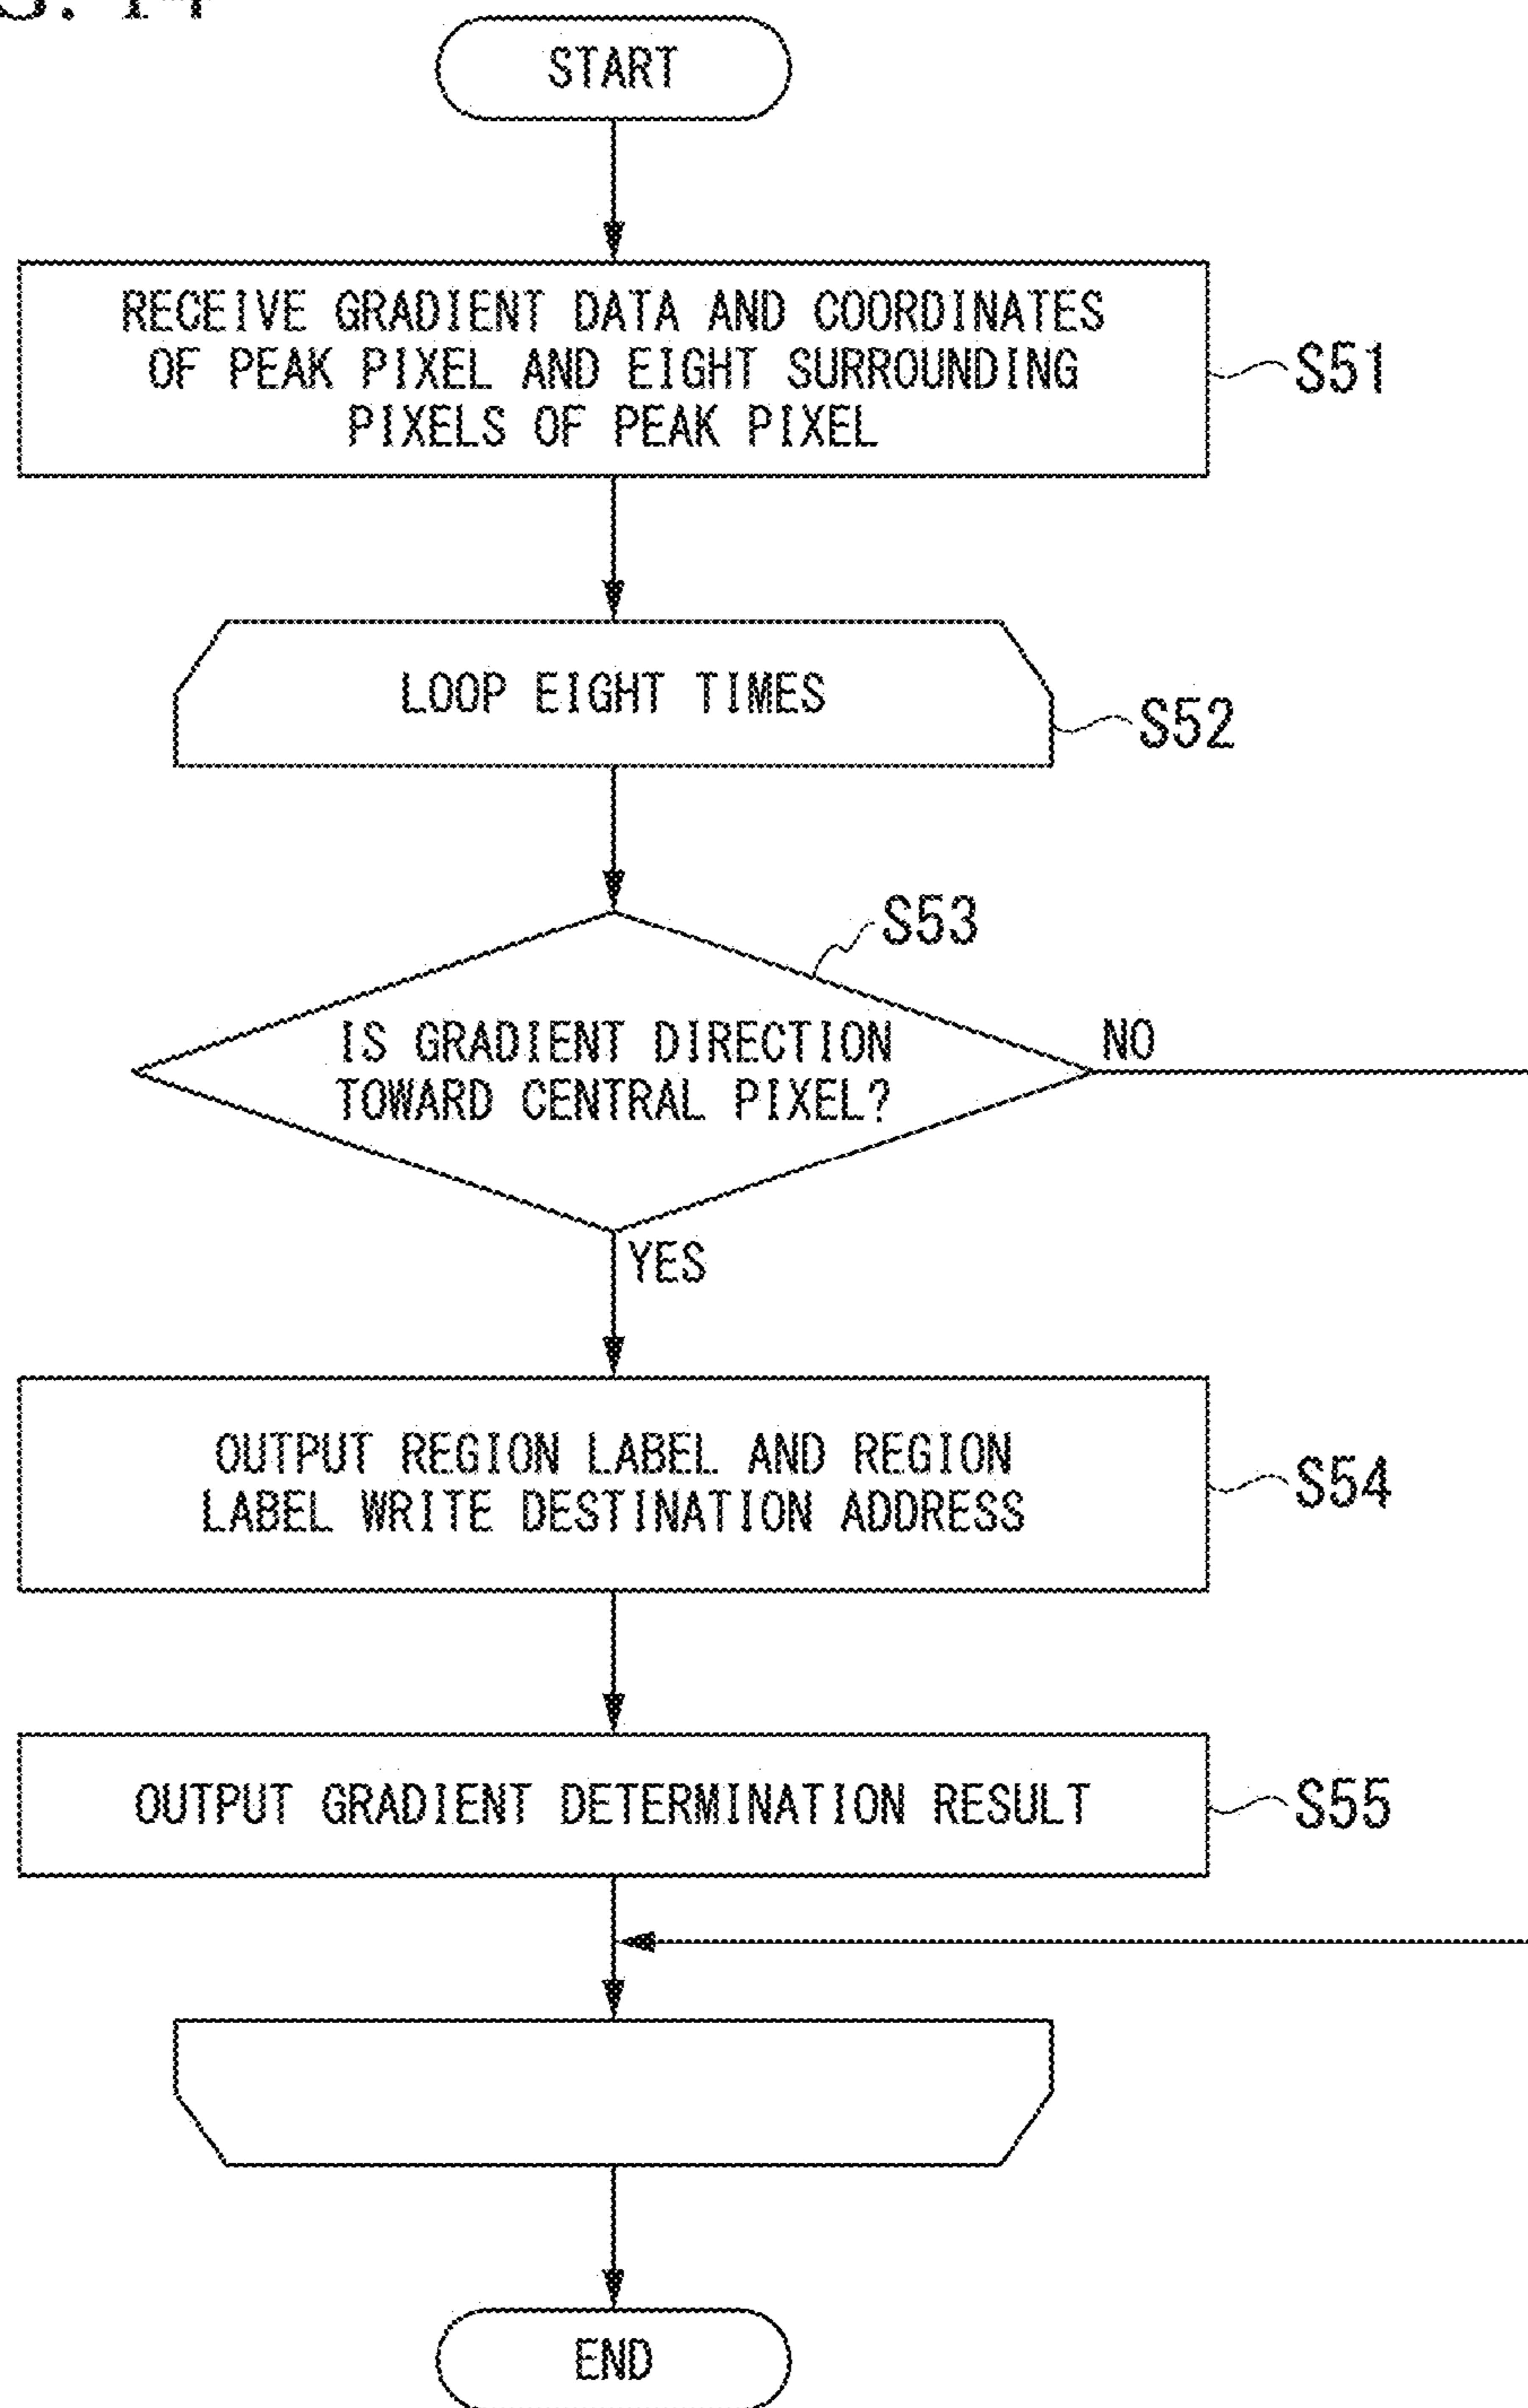 START
RECEIVE GRADIENT DATA AND COORDINATES
OF PEAK PIXEL AND EIGHT SURROUNDING
PIXELS OF PEAK PIXEL
S51
LOOP EIGHT TIMES
S52
S53
IS GRADIENT DIRECTION
TOWARD CENTRAL PIXEL?
NO
YES
OUTPUT REGION LABEL AND REGION
LABEL WRITE DESTINATION ADDRESS
S54
OUTPUT GRADIENT DETERMINATION RESULT
S55
END